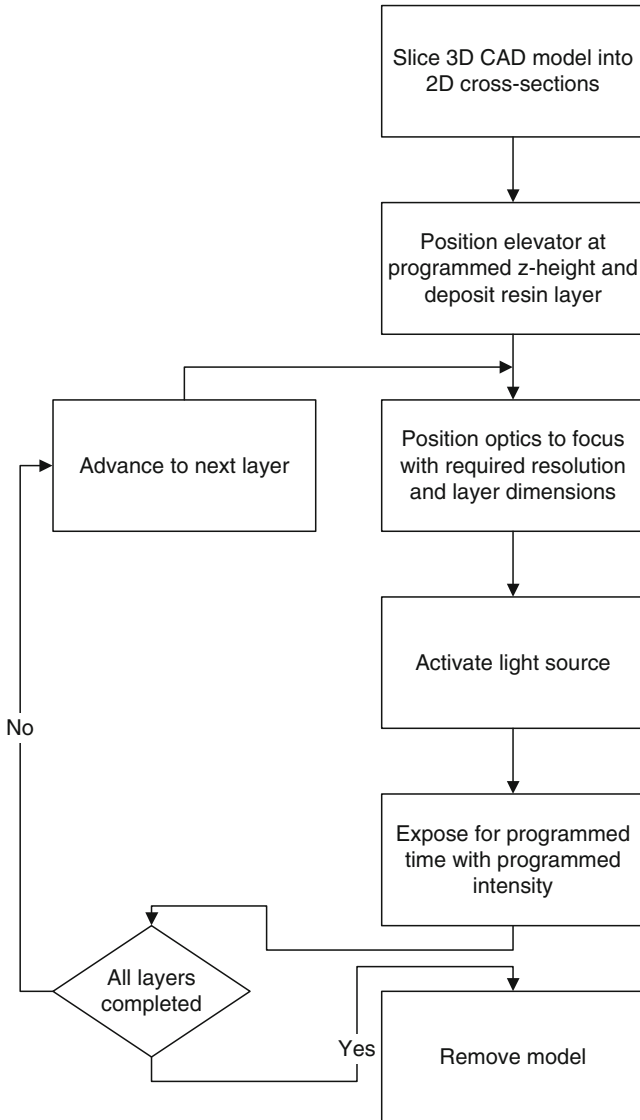 Slice 3D CAD model into
2D cross-sections
Position elevator at
programmed z-height and
deposit resin layer
Advance to next layer
Position optics to focus
with required resolution
and layer dimensions
Activate light source
No
Expose for programmed
time with programmed
intensity
All layers
completed
Yes
Remove model